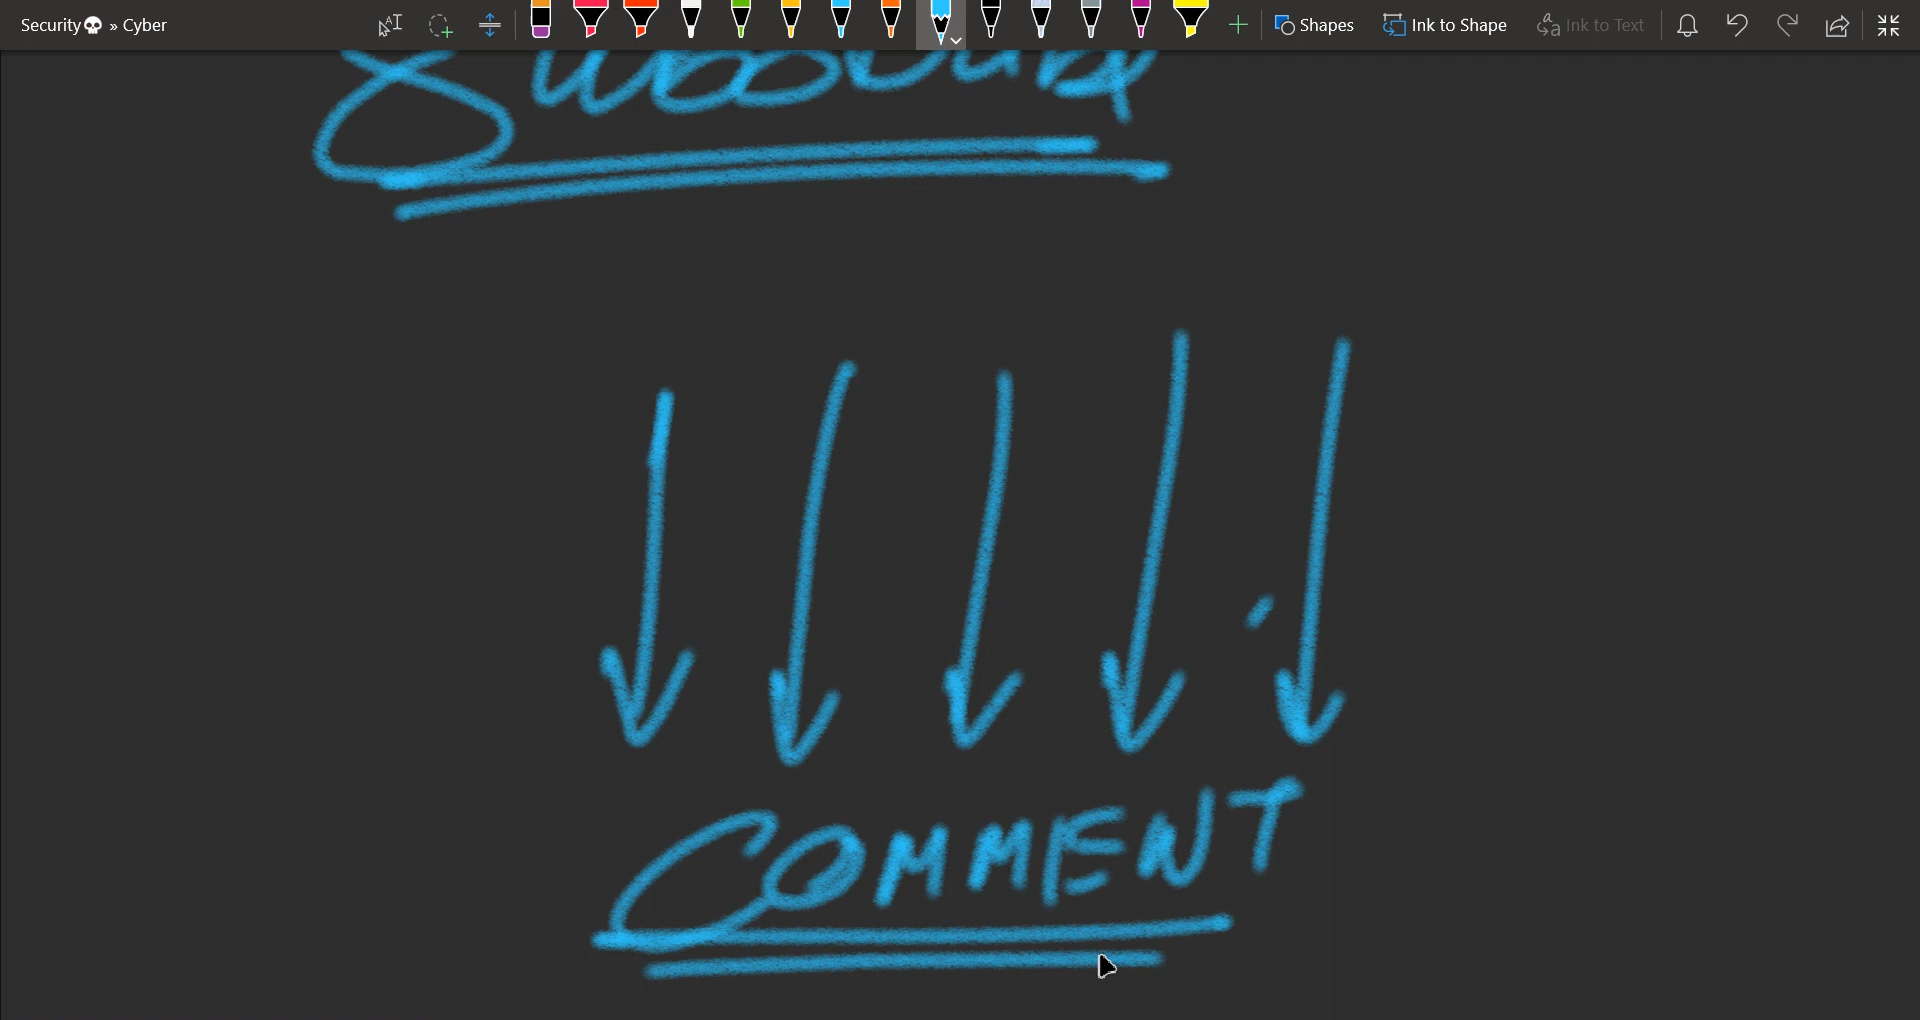 Security💀 » Cyber
Shapes
Ink to Shape
Ink to Text
COMMENT